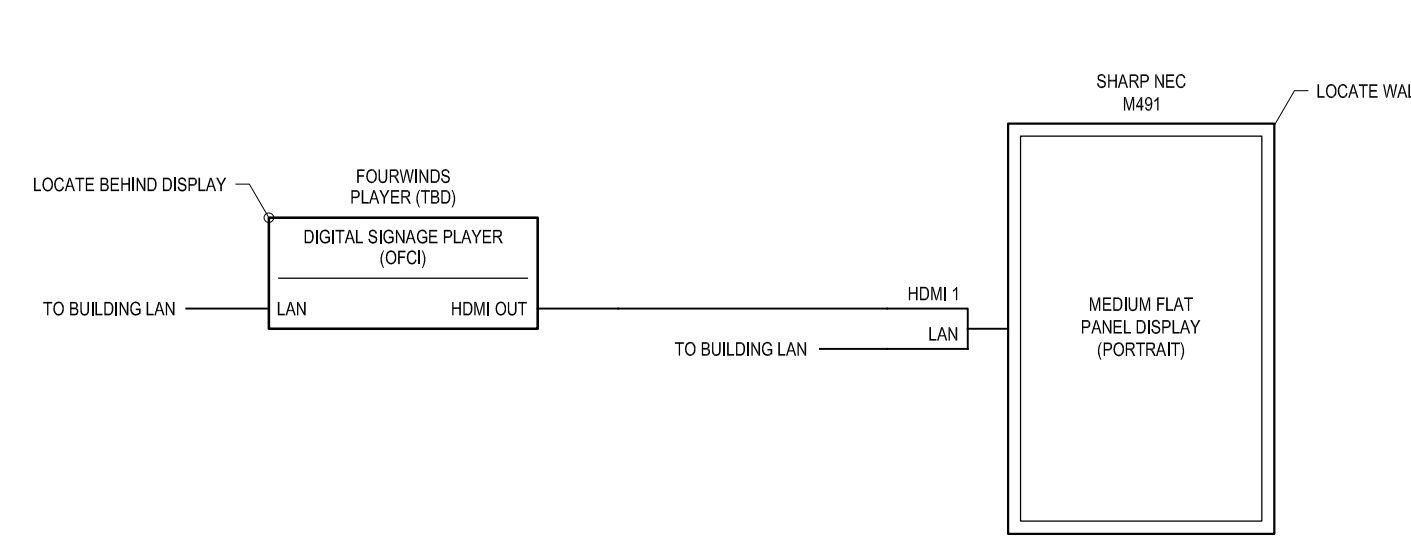 SHARP NEC
M491
LOCATE
LOCATE BEHIND DISPLAY
FOURWINDS
PLAYER (TBD)
DIGITAL SIGNAGE PLAYER
(OFCI)
TO BUILDING LAN
LAN
HDMI OUT
HDMI 1
LAN
TO BUILDING LAN
MEDIUM FLAT
PANEL DISPLAY
(PORTRAIT)